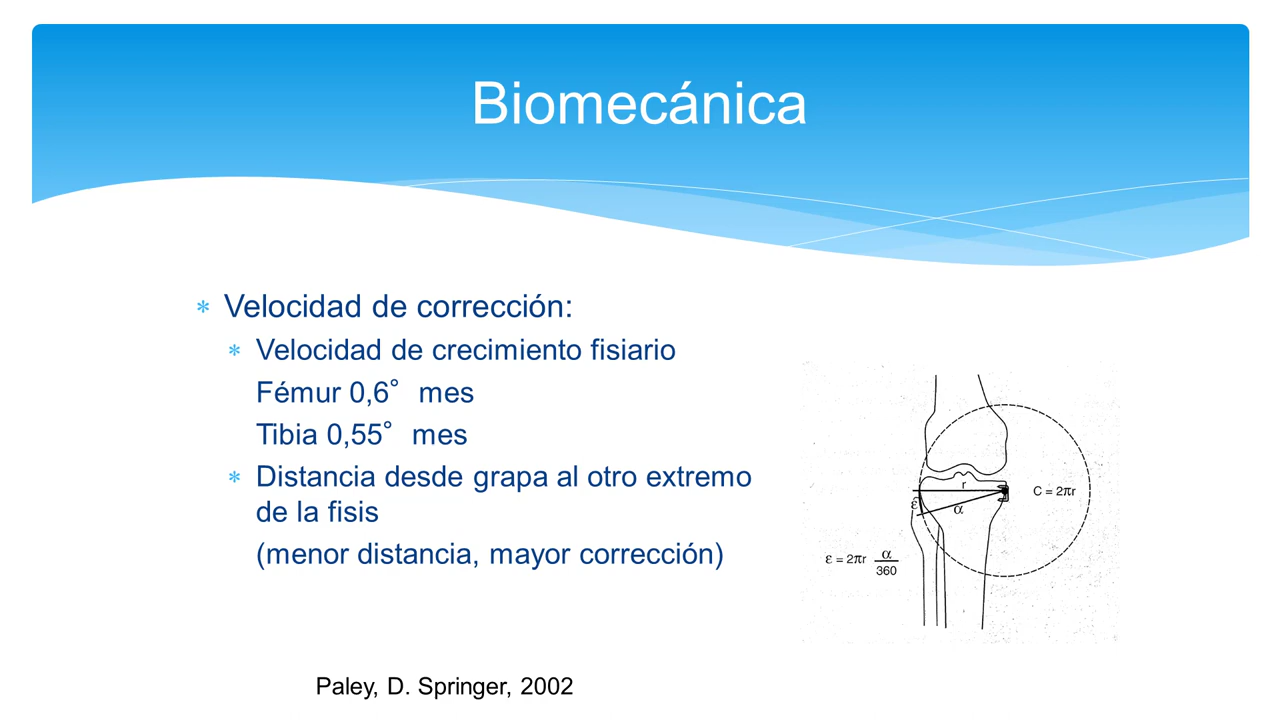 Biomecánica
* Velocidad de corrección:
* Velocidad de crecimiento fisiario
Fémur 0,6° mes
Tibia 0,55° mes
* Distancia desde grapa al otro extremo
de la fisis
(menor distancia, mayor corrección)
r
C = 2πr
ε
α
ε = 2πr α/360
Paley, D. Springer, 2002